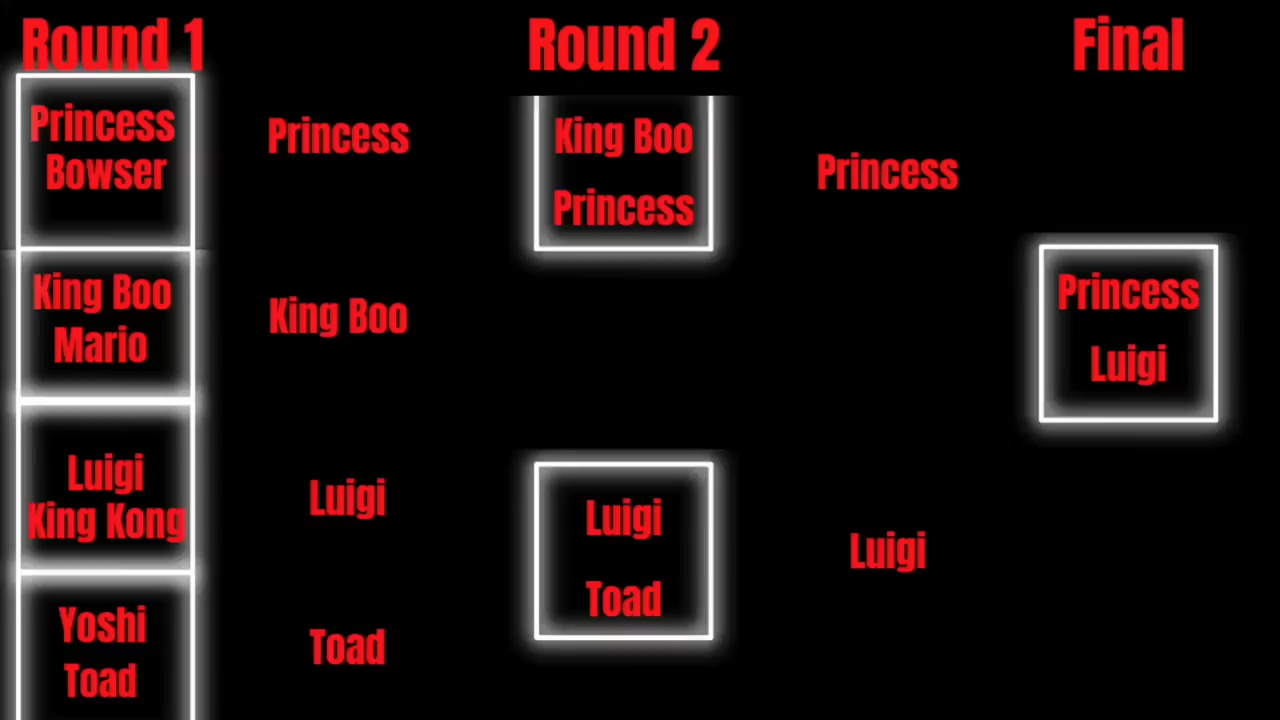 Round 1
Round 2
Final
Princess
Bowser
Princess
King Boo
Princess
Princess
King Boo
Mario
King Boo
Princess
Luigi
Luigi
King Kong
Luigi
Luigi
Toad
Luigi
Yoshi
Toad
Toad